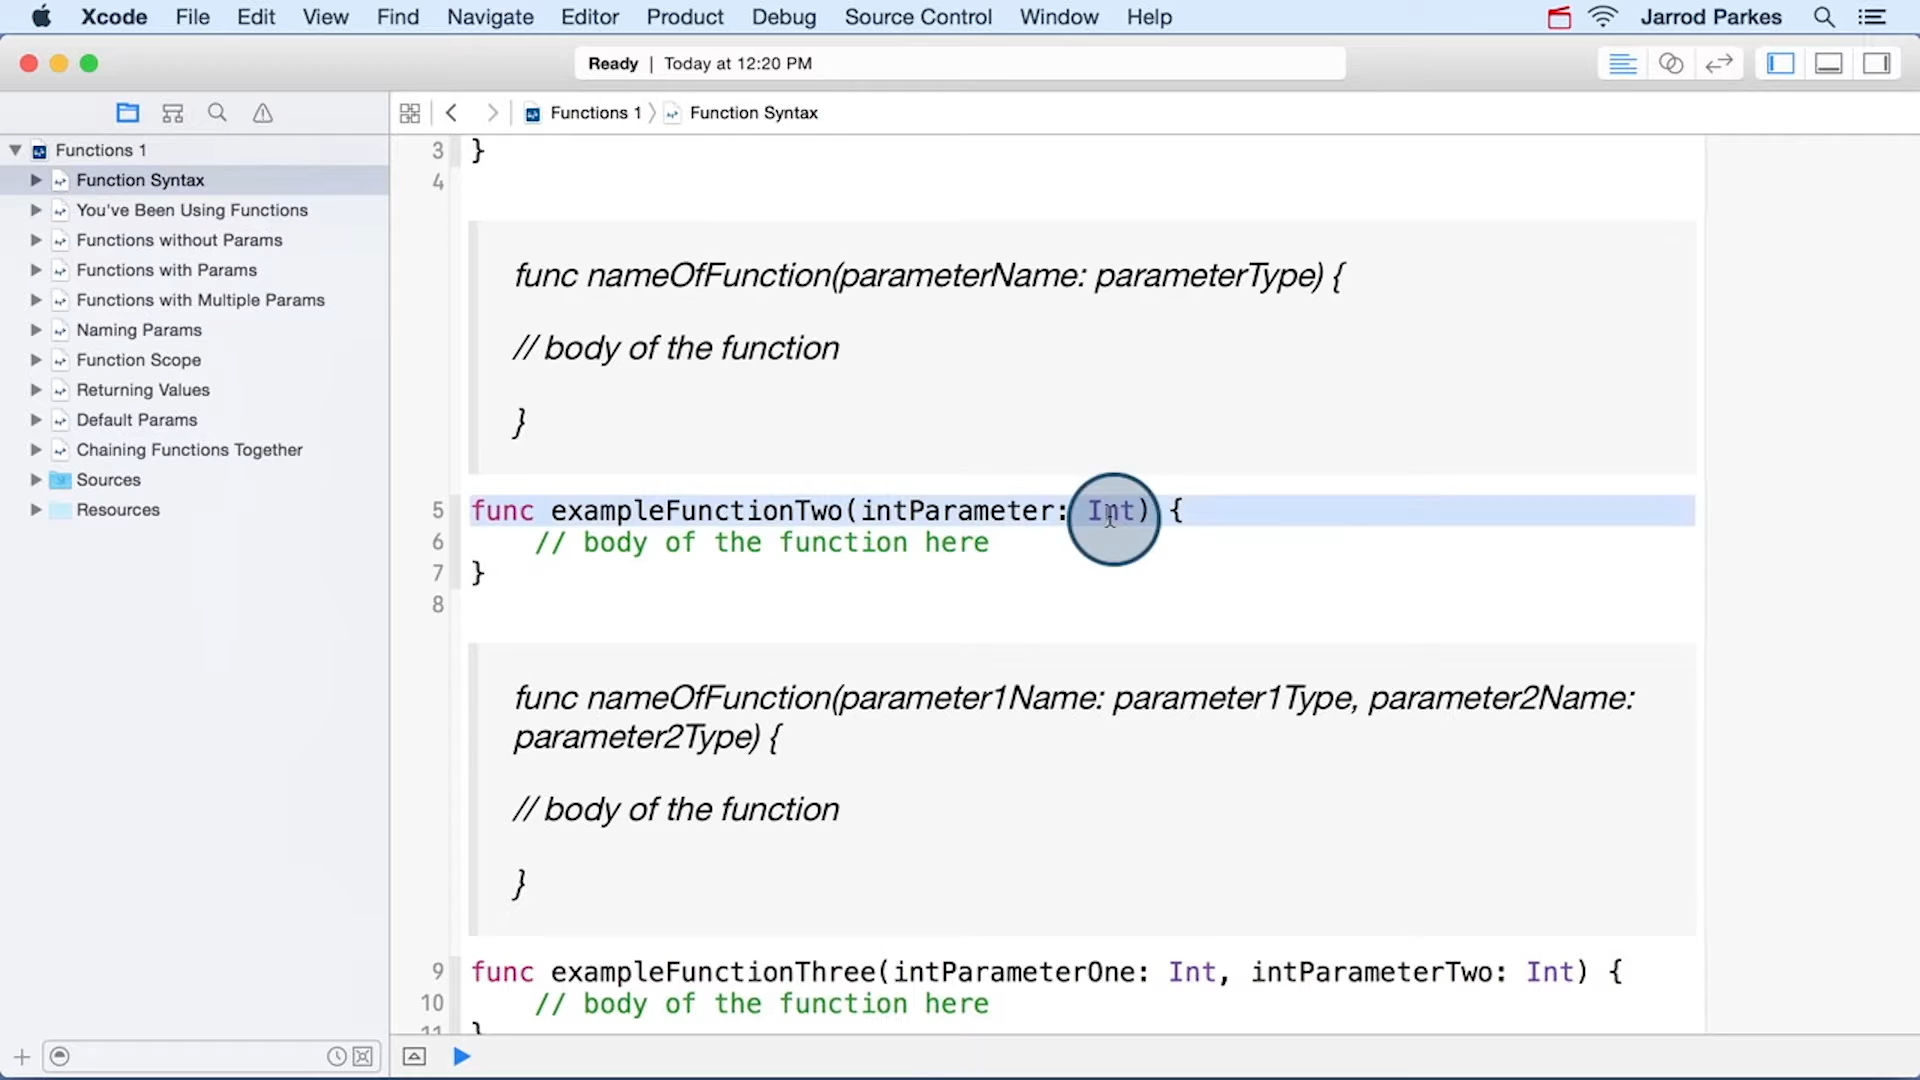 Xcode File Edit View Find Navigate Editor Product Debug Source Control Window Help Jarrod Parkes
Ready | Today at 12:20 PM
Functions 1 〉 Function Syntax
Functions 1
Function Syntax
You've Been Using Functions
Functions without Params
Functions with Params
Functions with Multiple Params
Naming Params
Function Scope
Returning Values
Default Params
Chaining Functions Together
Sources
Resources
3 }
4
func nameOfFunction(parameterName: parameterType) {
// body of the function
}
5 func exampleFunctionTwo(intParameter: Int) {
6 // body of the function here
7 }
8
func nameOfFunction(parameter1Name: parameter1Type, parameter2Name:
parameter2Type) {
// body of the function
}
9 func exampleFunctionThree(intParameterOne: Int, intParameterTwo: Int) {
10 // body of the function here
11 }